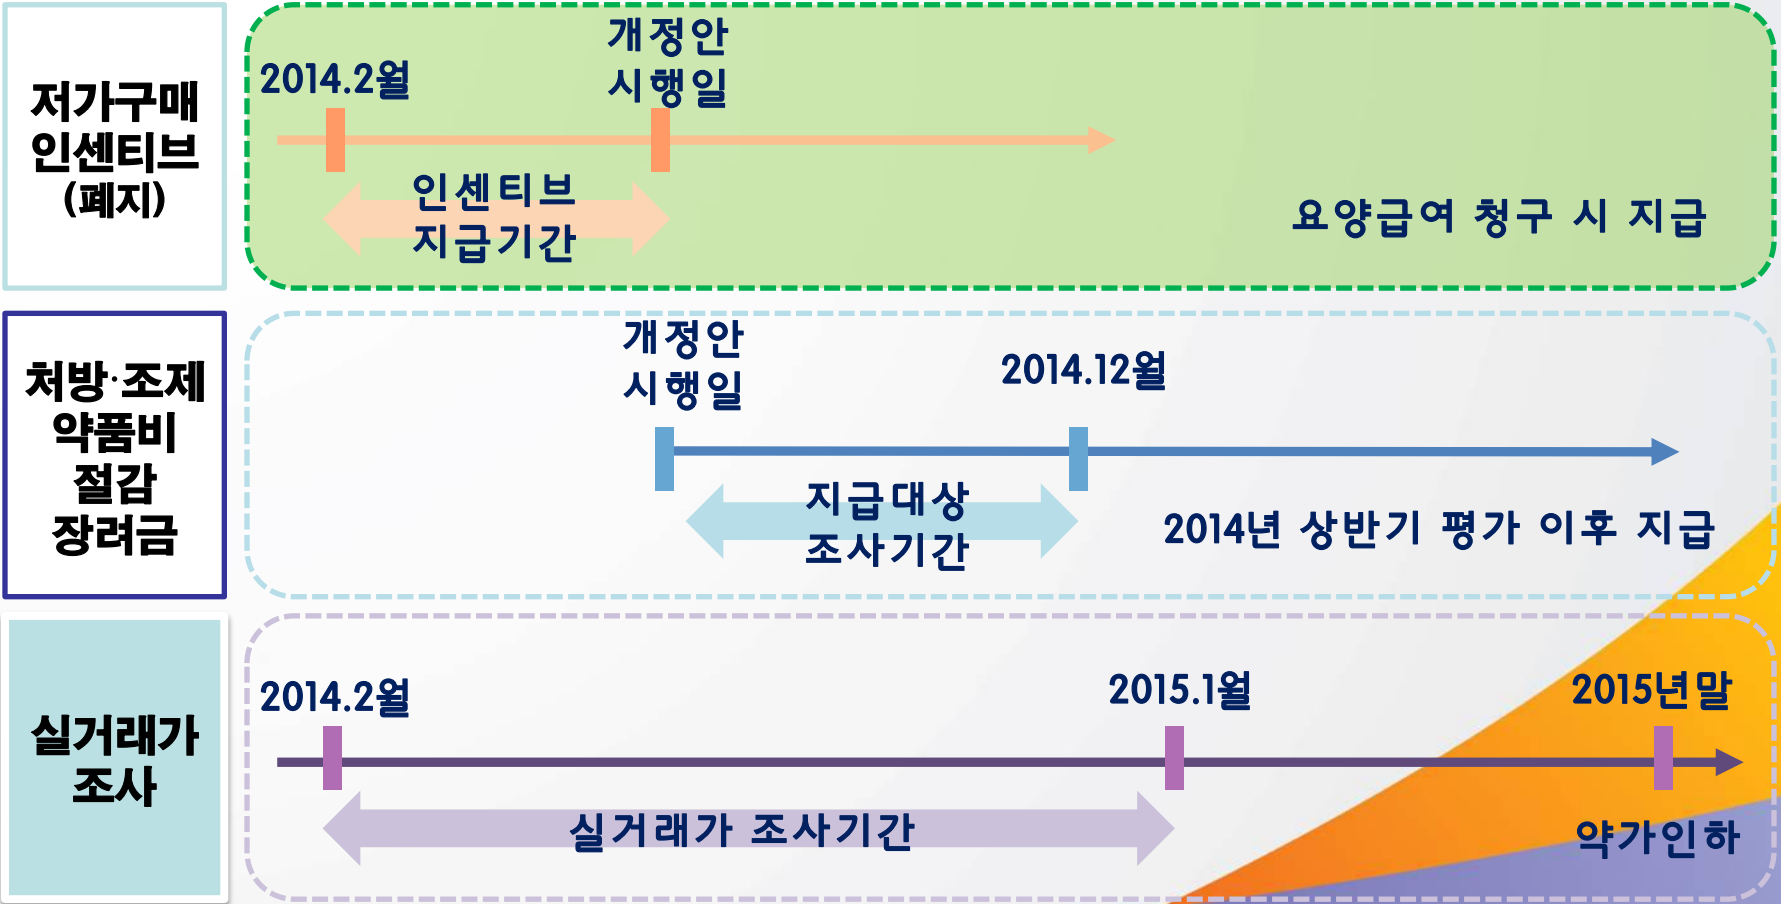 저가구매
인센티브
(폐지)
2014.2월
개정안
시행일
인센티브
지급기간
요양급여 청구 시 지급
처방·조제
약품비
절감
장려금
개정안
시행일
2014.12월
지급대상
조사기간
2014년 상반기 평가 이후 지급
실거래가
조사
2014.2월
2015.1월
2015년말
실거래가 조사기간
약가인하